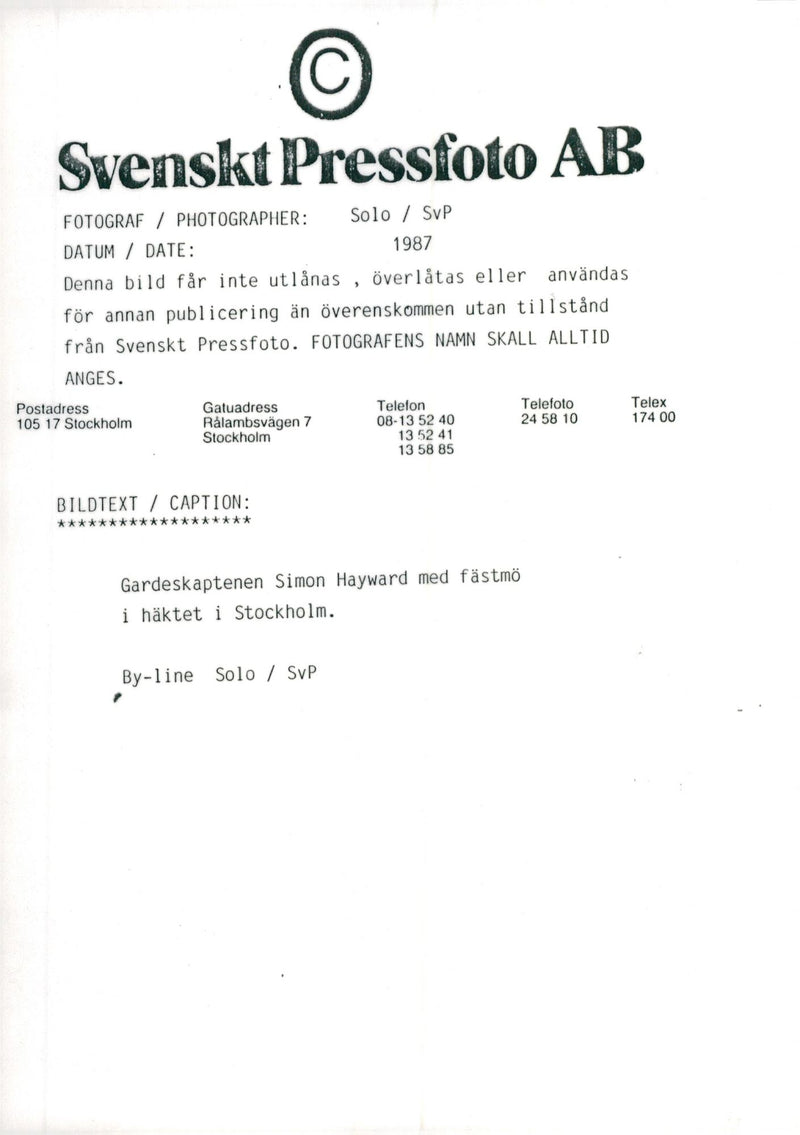 ©
Svenskt Pressfoto AB
FOTOGRAF / PHOTOGRAPHER: Solo / SvP
DATUM / DATE: 1987
Denna bild får inte utlånas , överlåtas eller användas
för annan publicering än överenskommen utan tillstånd
från Svenskt Pressfoto. FOTOGRAFENS NAMN SKALL ALLTID
ANGES.
Postadress Gatuadress Telefon Telefoto Telex
105 17 Stockholm Rålambsvägen 7 08-13 52 40 24 58 10 174 00
Stockholm 13 52 41
13 58 85
BILDTEXT / CAPTION:
*******************
Gardeskaptenen Simon Hayward med fästmö
i häktet i Stockholm.
By-line Solo / SvP